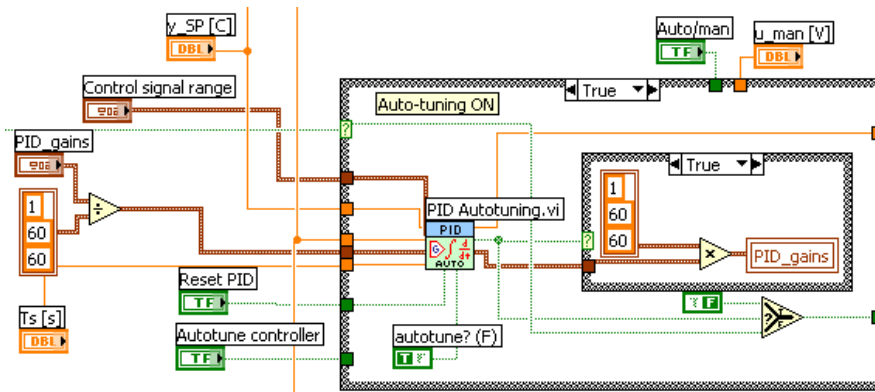 y_SP [C]
DBL
Auto/man
TF
u_man [V]
DBL
Control signal range
True
Auto-tuning ON
?
PID_gains
True
1
60
60
÷
PID Autotuning.vi
PID
G ∫ d/dt
AUTO
?
1
60
60
×
PID_gains
Reset PID
TF
F
Ts [s]
DBL
Autotune controller
TF
autotune? (F)
T
? T F